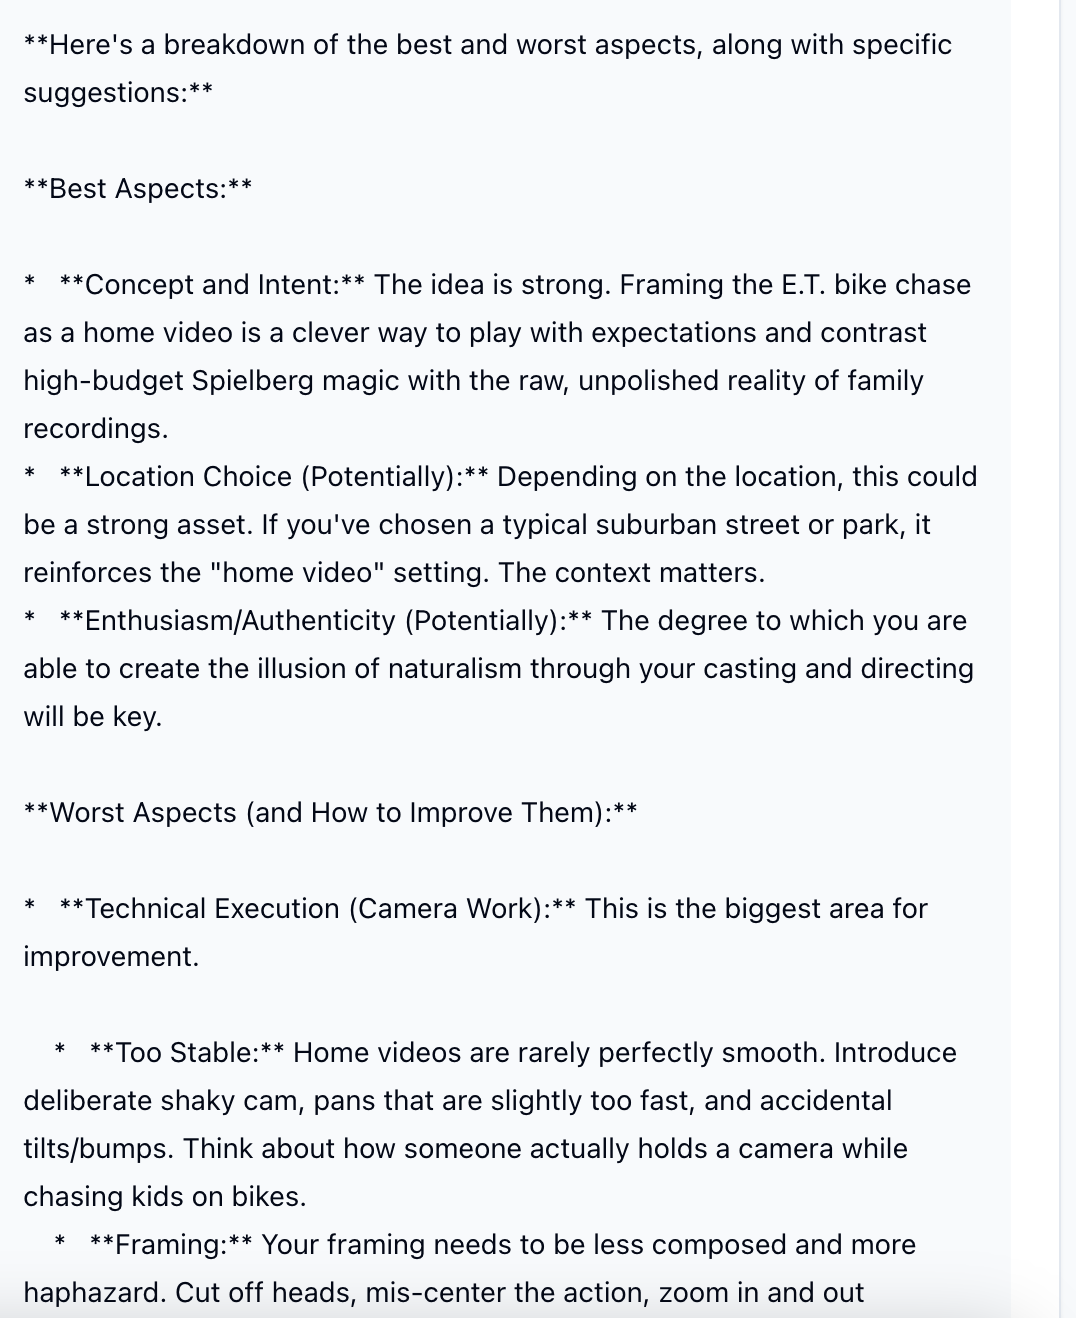 **Here's a breakdown of the best and worst aspects, along with specific
suggestions:**
**Best Aspects:**
*   **Concept and Intent:** The idea is strong. Framing the E.T. bike chase
as a home video is a clever way to play with expectations and contrast
high-budget Spielberg magic with the raw, unpolished reality of family
recordings.
*   **Location Choice (Potentially):** Depending on the location, this could
be a strong asset. If you've chosen a typical suburban street or park, it
reinforces the "home video" setting. The context matters.
*   **Enthusiasm/Authenticity (Potentially):** The degree to which you are
able to create the illusion of naturalism through your casting and directing
will be key.
**Worst Aspects (and How to Improve Them):**
*   **Technical Execution (Camera Work):** This is the biggest area for
improvement.
    *   **Too Stable:** Home videos are rarely perfectly smooth. Introduce
deliberate shaky cam, pans that are slightly too fast, and accidental
tilts/bumps. Think about how someone actually holds a camera while
chasing kids on bikes.
    *   **Framing:** Your framing needs to be less composed and more
haphazard. Cut off heads, mis-center the action, zoom in and out